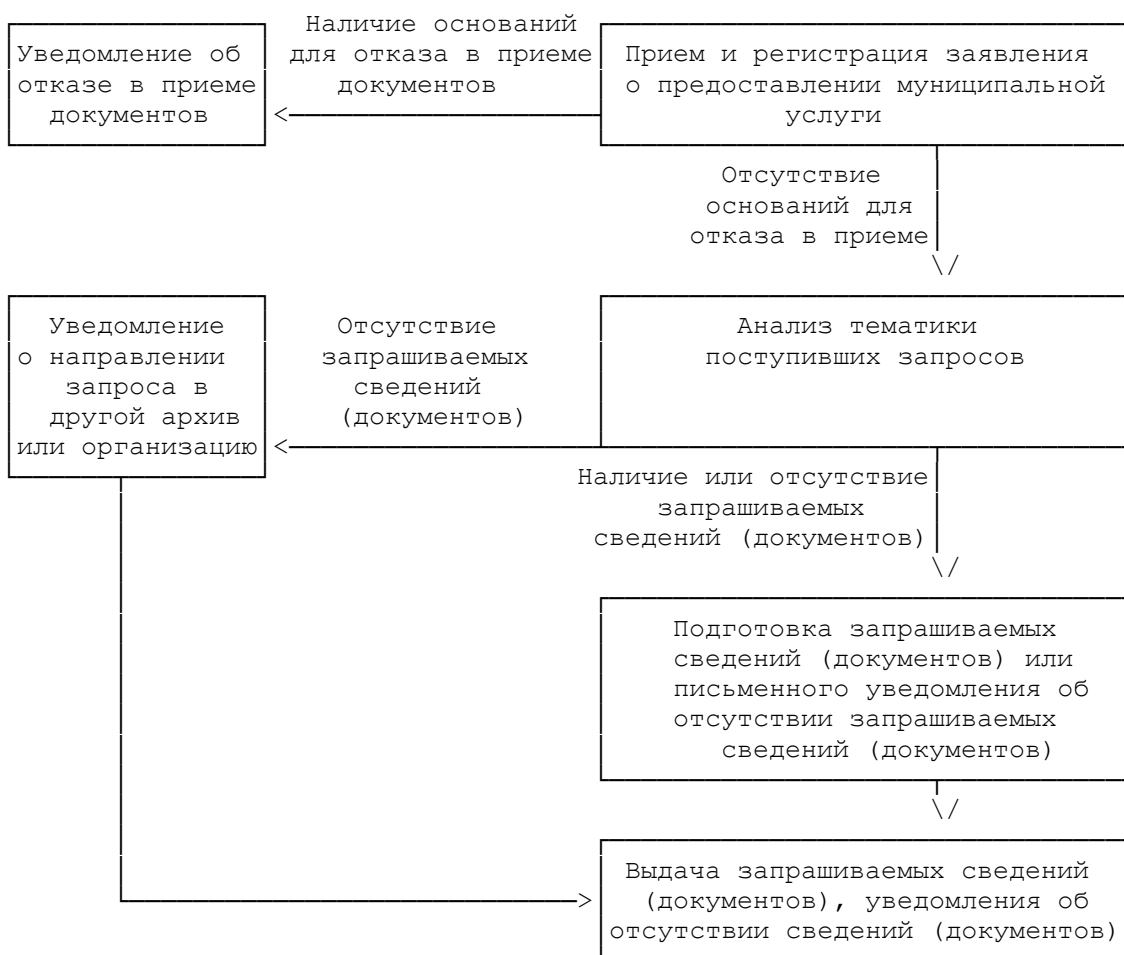 Уведомление об
отказе в приеме
документов
Наличие оснований
для отказа в приеме
документов
Прием и регистрация заявления
о предоставлении муниципальной
услуги
Отсутствие
оснований для
отказа в приеме
Уведомление
о направлении
запроса в
другой архив
или организацию
Отсутствие
запрашиваемых
сведений
(документов)
Анализ тематики
поступивших запросов
Наличие или отсутствие
запрашиваемых
сведений (документов)
Подготовка запрашиваемых
сведений (документов) или
письменного уведомления об
отсутствии запрашиваемых
сведений (документов)
Выдача запрашиваемых сведений
(документов), уведомления об
отсутствии сведений (документов)